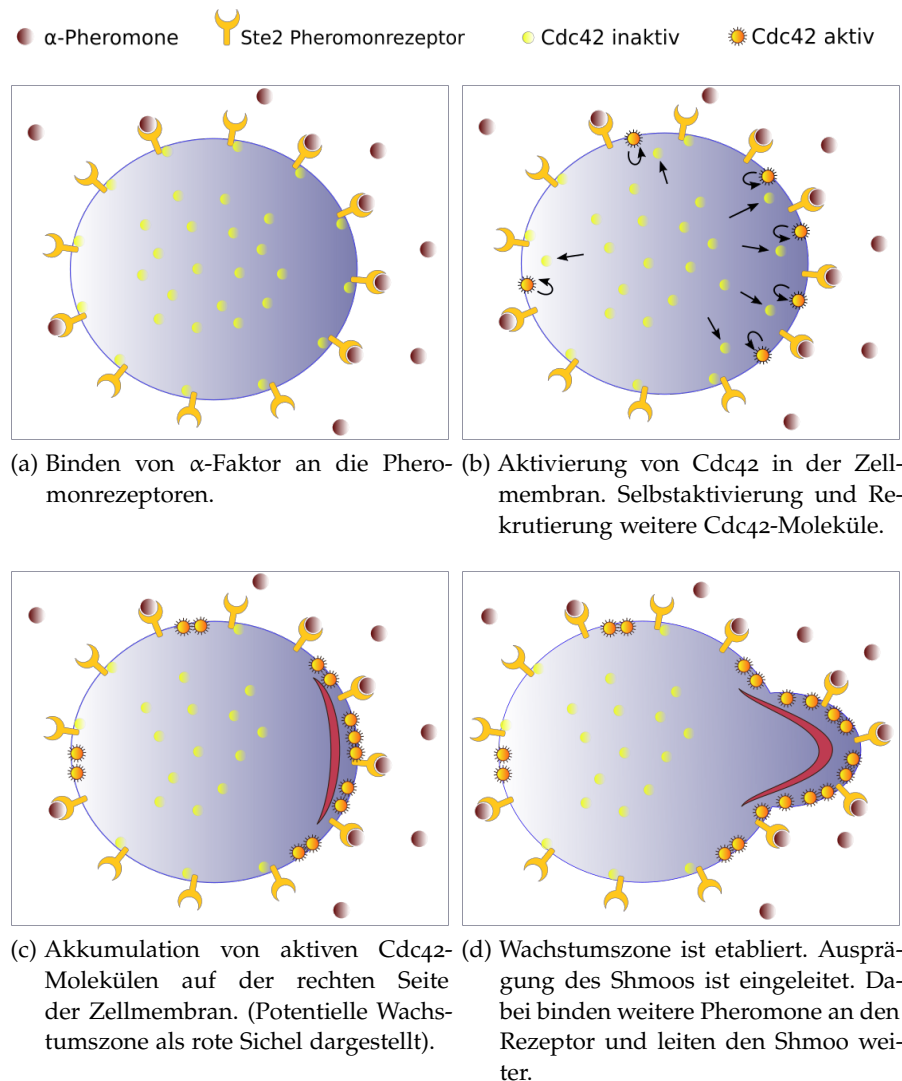 α-Pheromone Ste2 Pheromonrezeptor Cdc42 inaktiv Cdc42 aktiv
(a) Binden von α-Faktor an die Phero-
monrezeptoren.
(b) Aktivierung von Cdc42 in der Zell-
membran. Selbstaktivierung und Re-
krutierung weitere Cdc42-Moleküle.
(c) Akkumulation von aktiven Cdc42-
Molekülen auf der rechten Seite
der Zellmembran. (Potentielle Wachs-
tumszone als rote Sichel dargestellt).
(d) Wachstumszone ist etabliert. Ausprä-
gung des Shmoos ist eingeleitet. Da-
bei binden weitere Pheromone an den
Rezeptor und leiten den Shmoo wei-
ter.